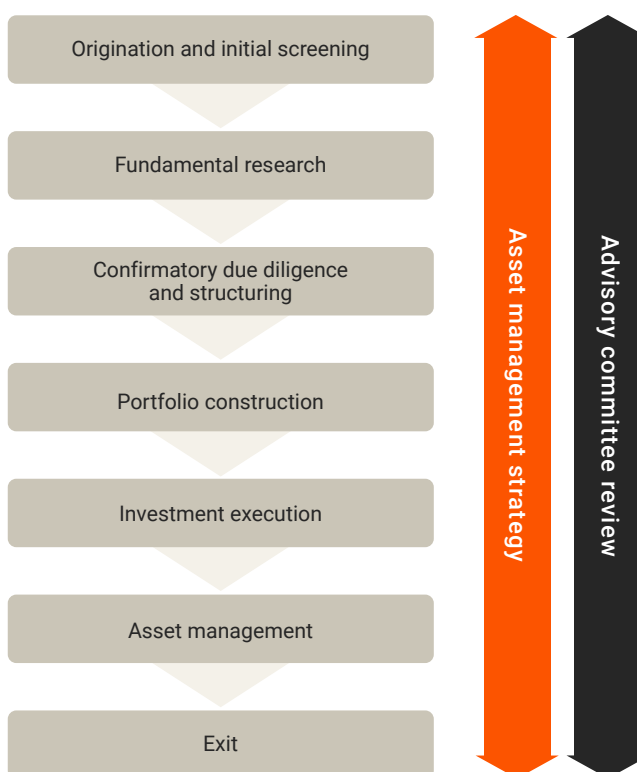 Origination and initial screening
Fundamental research
Confirmatory due diligence
and structuring
Portfolio construction
Investment execution
Asset management
Exit
Asset management strategy
Advisory committee review